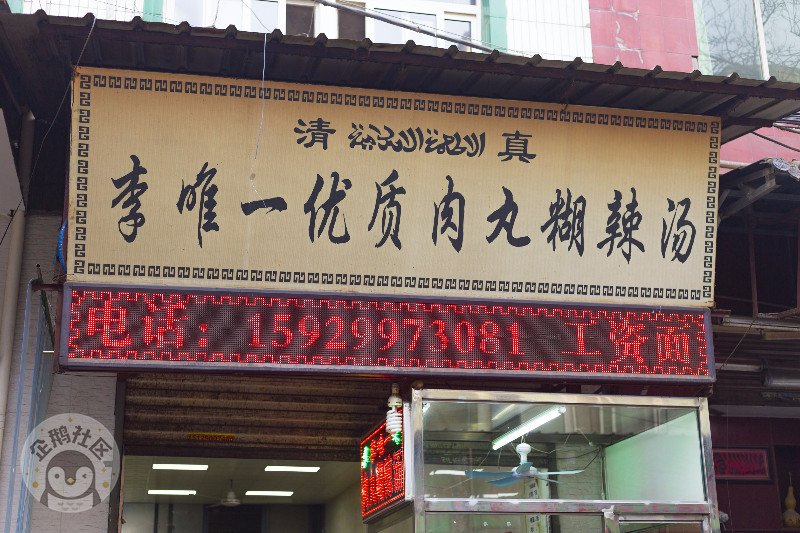 清 真
李唯一优质肉丸糊辣汤
电话：15929973081 工资面
企鹅社区